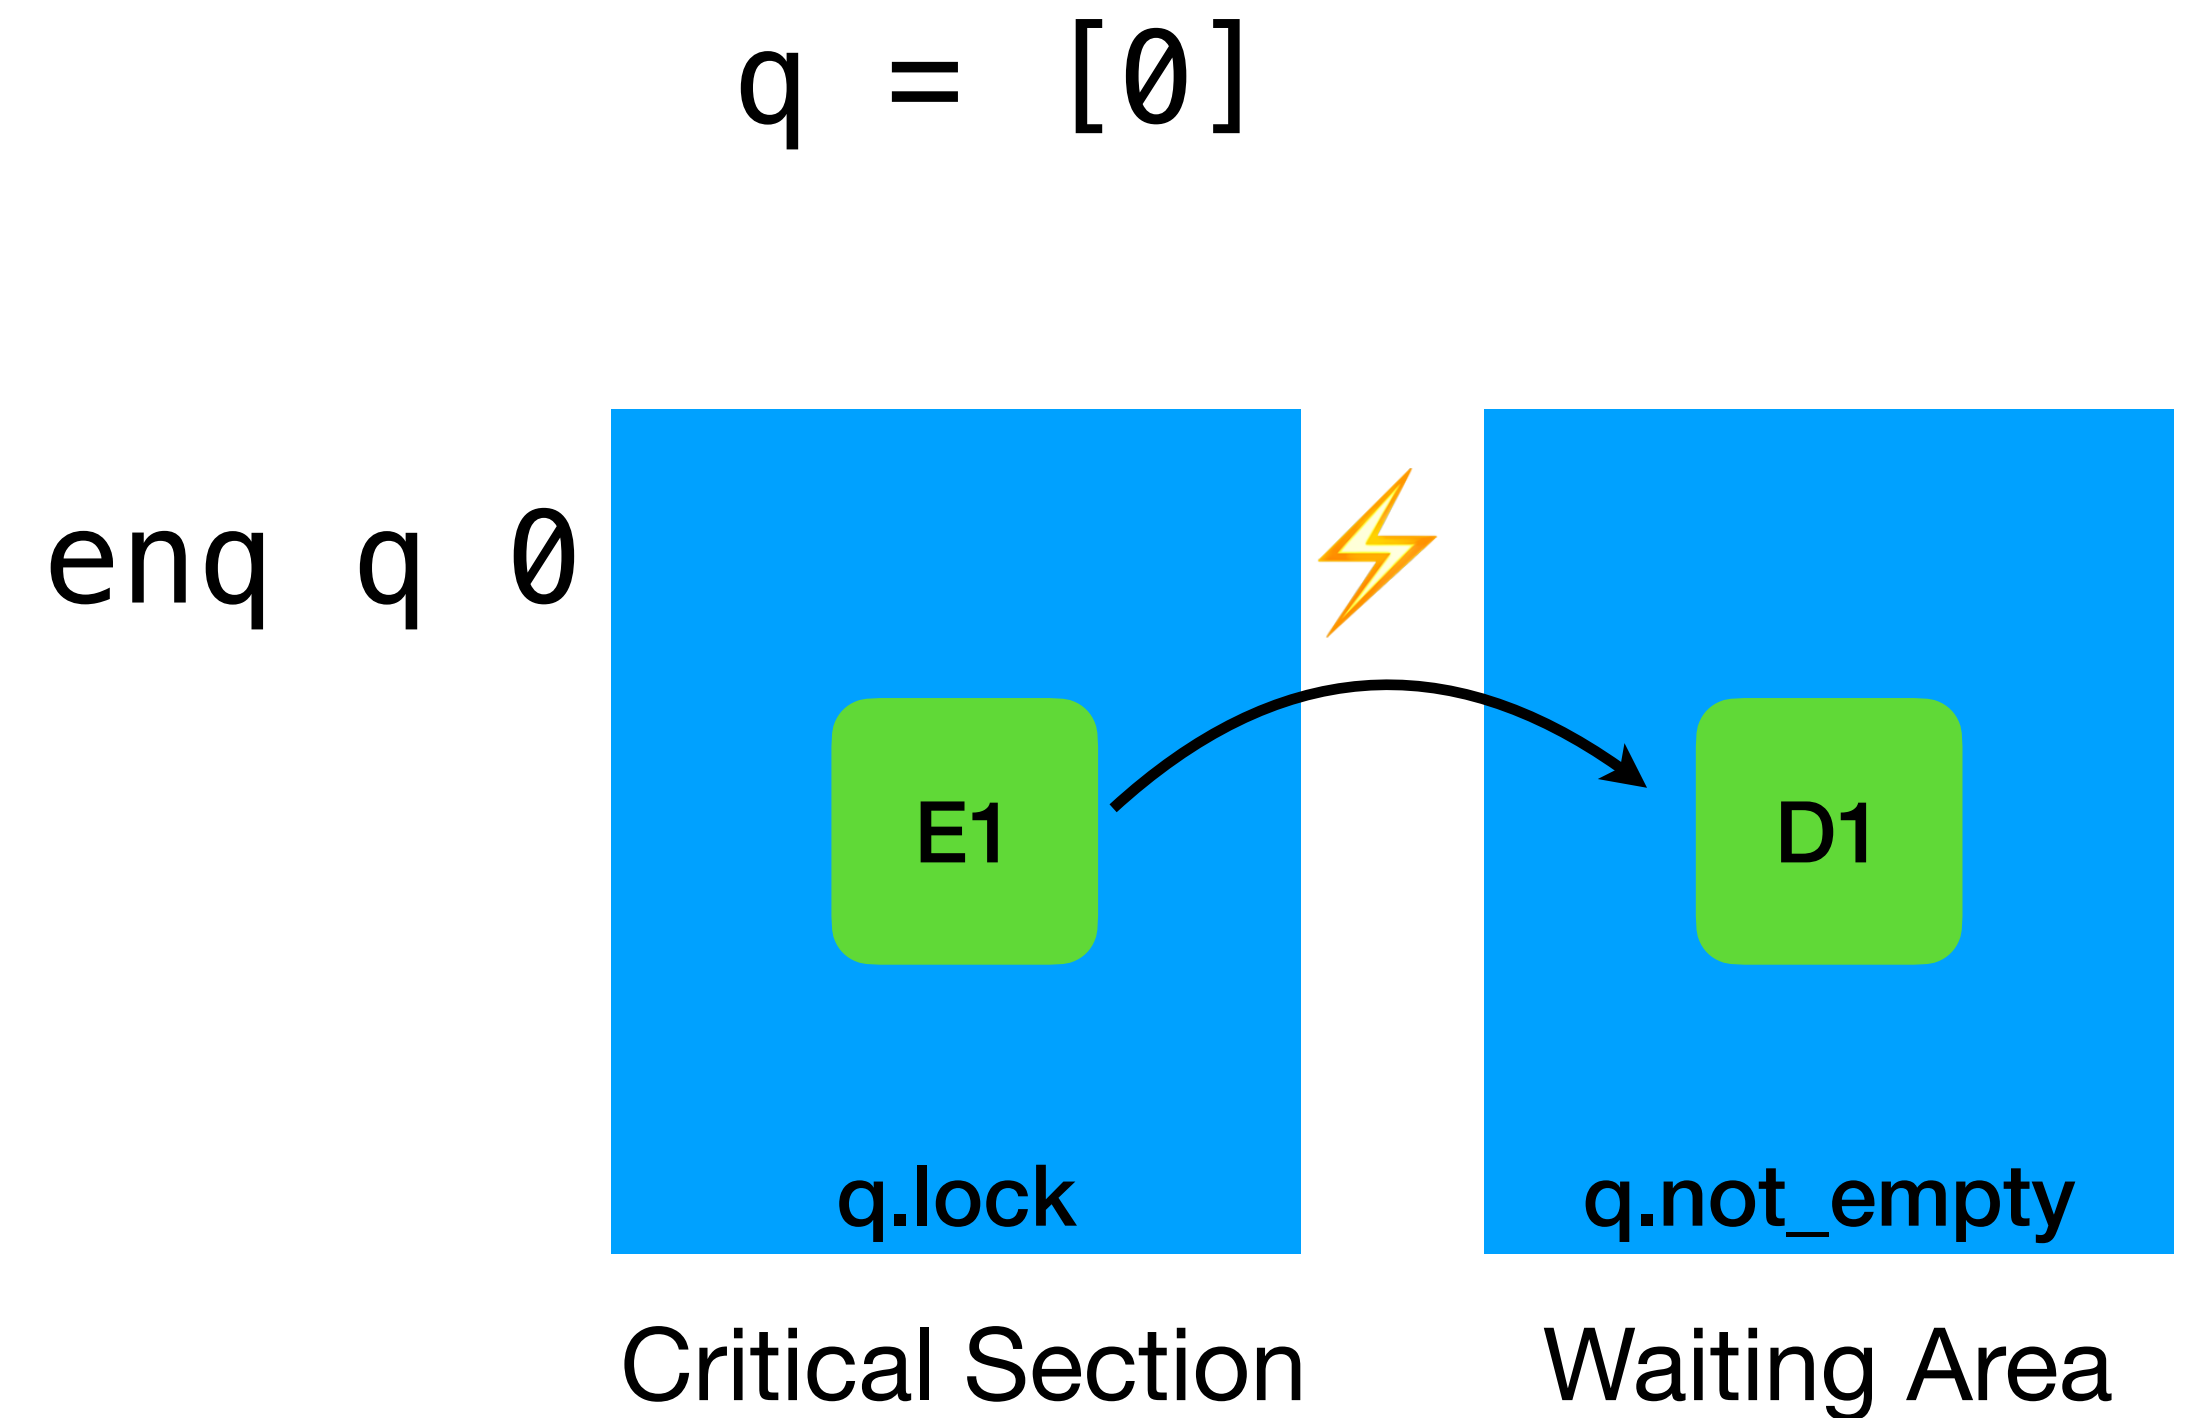 q = [0]
enq q 0
E1
D1
q.lock
q.not_empty
Critical Section
Waiting Area